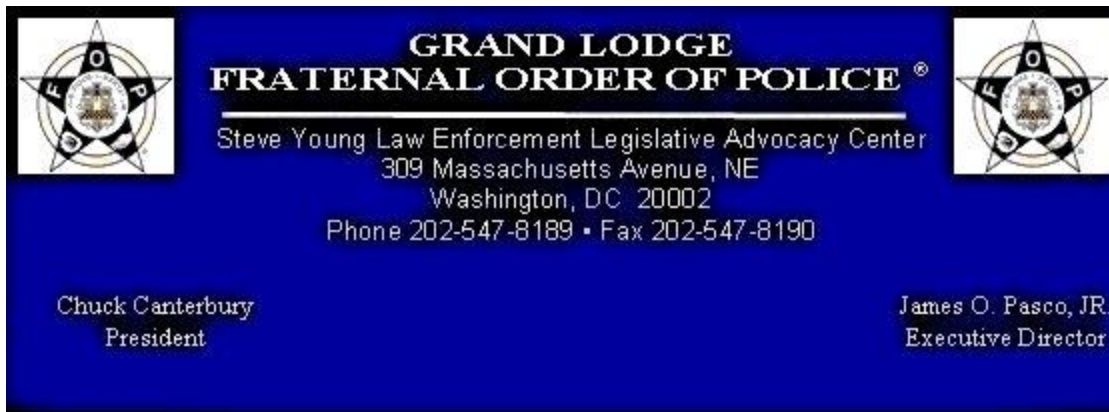 GRAND LODGE
FRATERNAL ORDER OF POLICE ®
Steve Young Law Enforcement Legislative Advocacy Center
309 Massachusetts Avenue, NE
Washington, DC 20002
Phone 202-547-8189 • Fax 202-547-8190
Chuck Canterbury
President
James O. Pasco, JR.
Executive Director
F O P
F O P